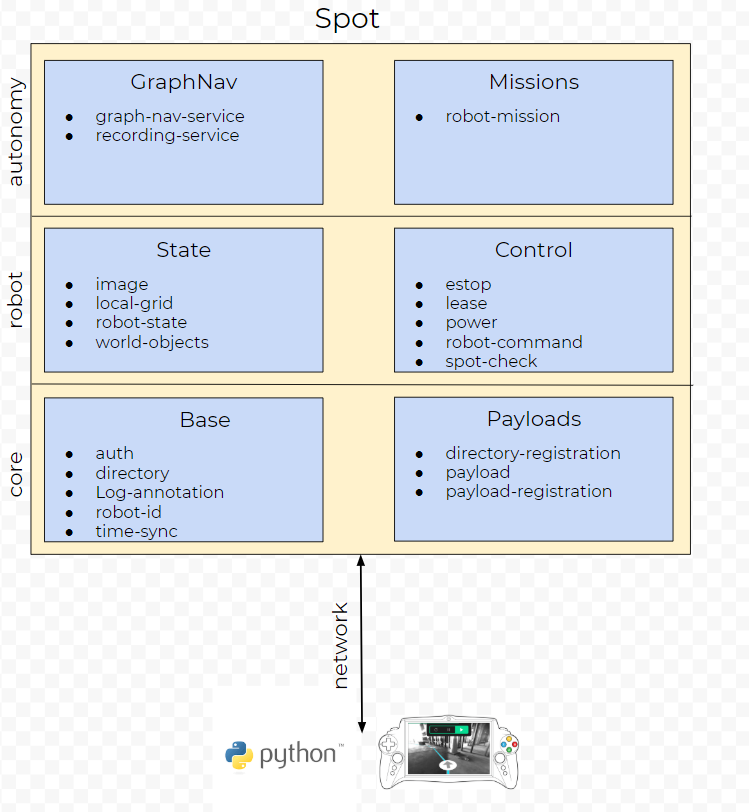 Spot
autonomy
GraphNav
● graph-nav-service
● recording-service
Missions
● robot-mission
robot
State
● image
● local-grid
● robot-state
● world-objects
Control
● estop
● lease
● power
● robot-command
● spot-check
core
Base
● auth
● directory
● Log-annotation
● robot-id
● time-sync
Payloads
● directory-registration
● payload
● payload-registration
network
python™